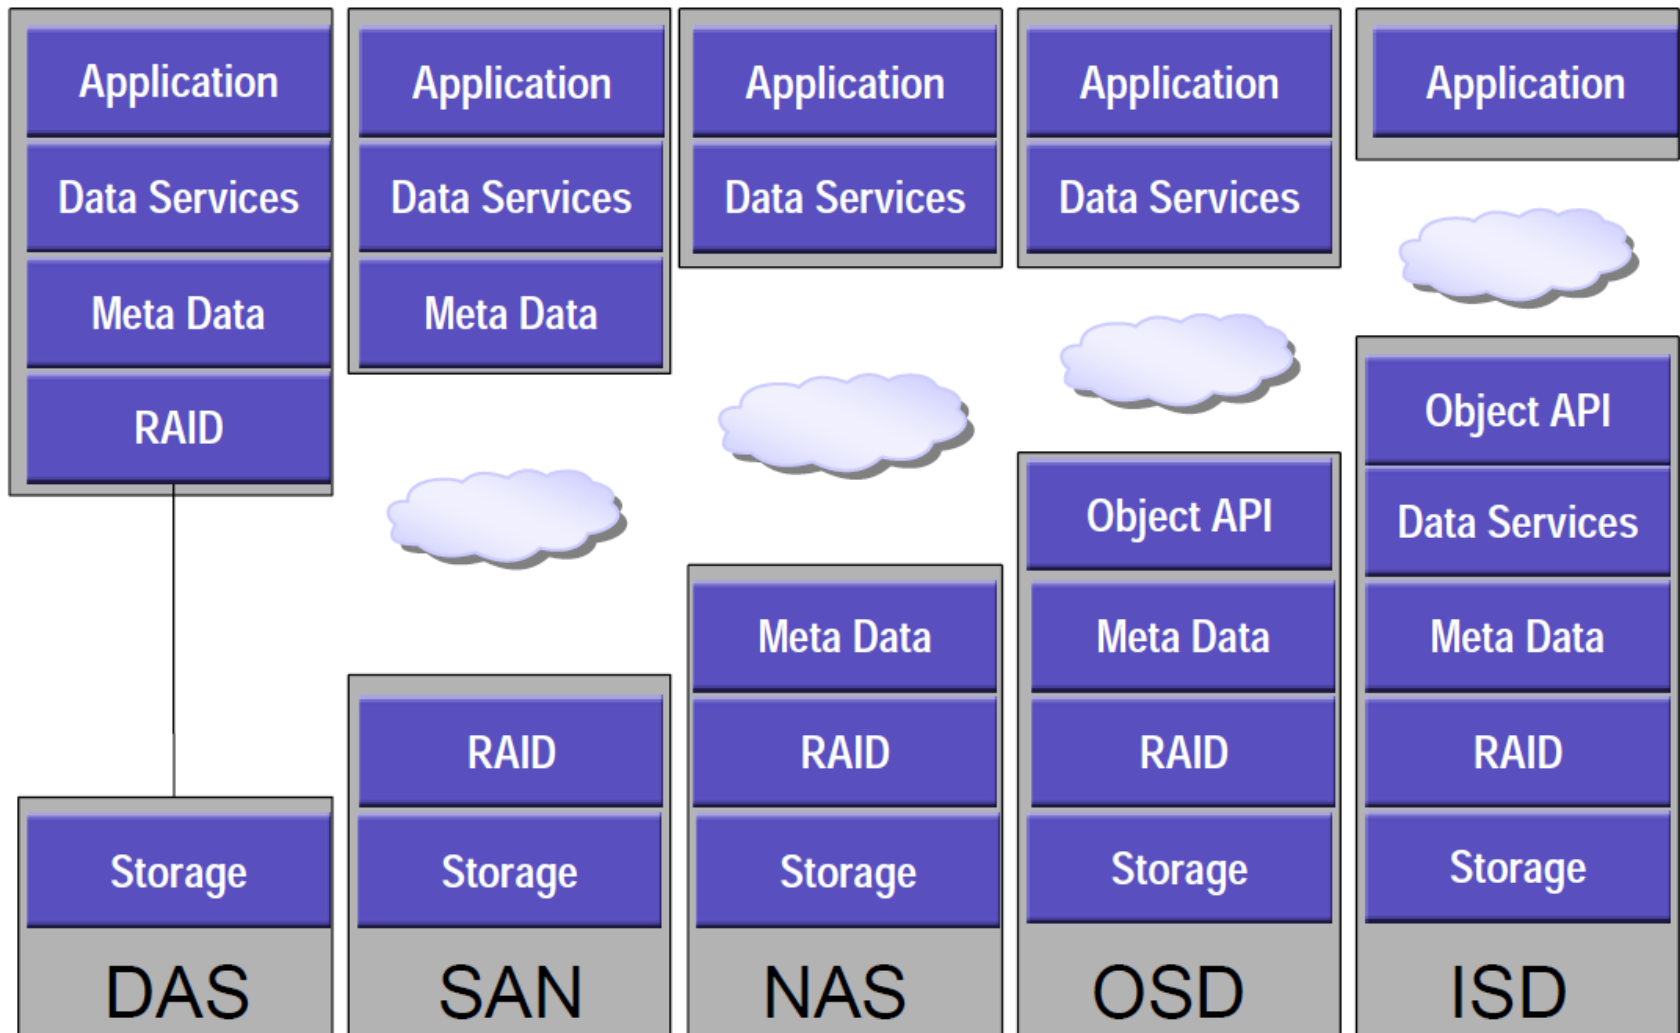 Application
Data Services
Meta Data
RAID
Storage
DAS
Application
Data Services
Meta Data
RAID
Storage
SAN
Application
Data Services
Meta Data
RAID
Storage
NAS
Application
Data Services
Object API
Meta Data
RAID
Storage
OSD
Application
Object API
Data Services
Meta Data
RAID
Storage
ISD